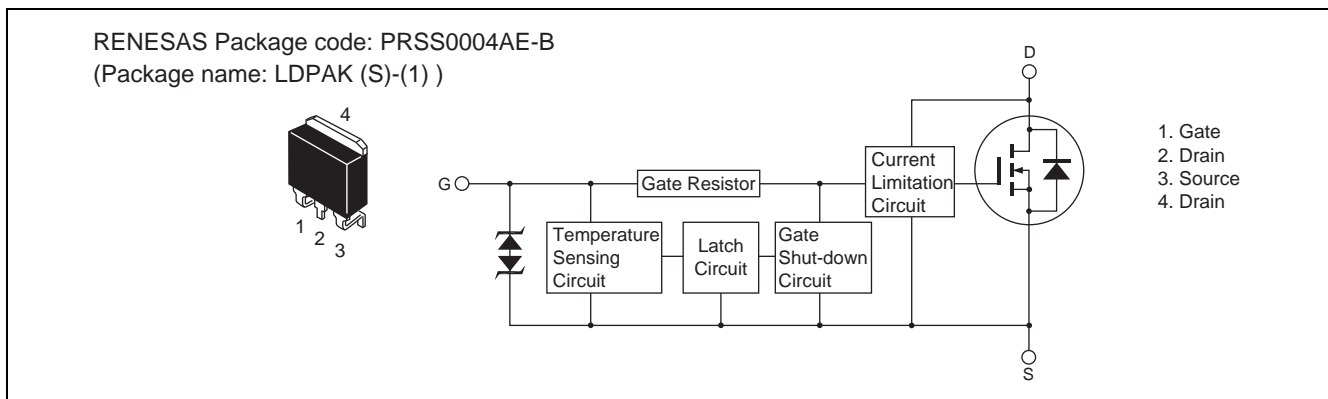 RENESAS Package code: PRSS0004AE-B
(Package name: LDPAK (S)-(1) )
4
1
2
3
G
Gate Resistor
Temperature
Sensing
Circuit
Latch
Circuit
Gate
Shut-down
Circuit
Current
Limitation
Circuit
D
S
1. Gate
2. Drain
3. Source
4. Drain